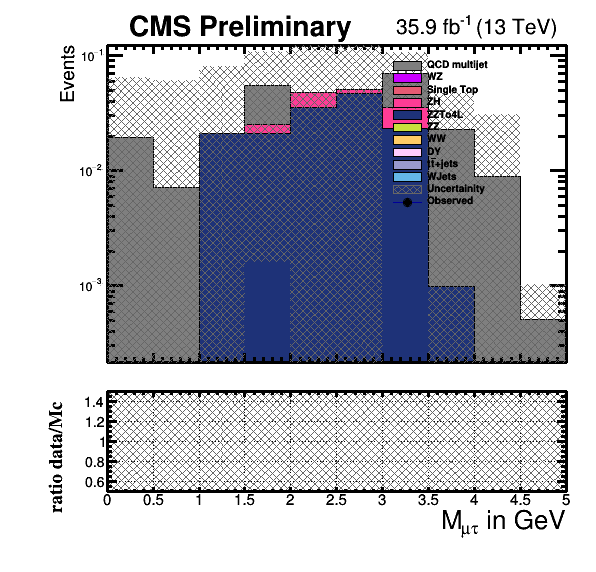 CMS Preliminary 35.9 fb⁻¹ (13 TeV)
Events
10⁻¹
10⁻²
10⁻³
QCD multijet
WZ
Single Top
ZH
ZZTo4L
ZZ
WW
DY
tt+jets
WJets
Uncertainity
Observed
ratio data/Mc
1.4
1.2
1
0.8
0.6
0 0.5 1 1.5 2 2.5 3 3.5 4 4.5 5
Mμτ in GeV